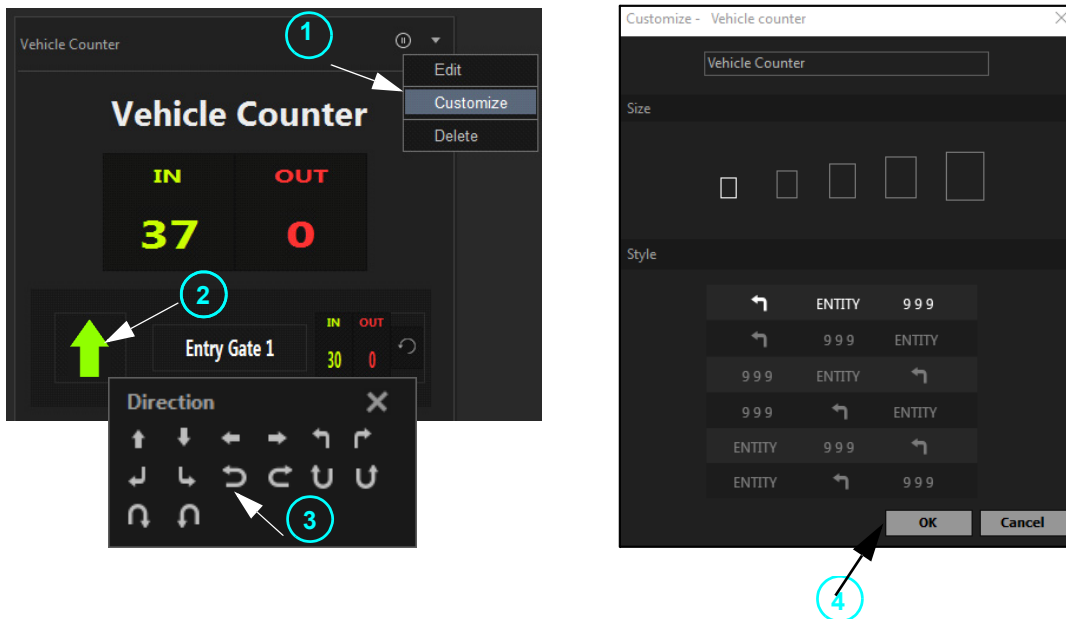 1
Vehicle Counter
Edit
Customize
Delete
Vehicle Counter
IN OUT
37 0
2
Entry Gate 1
IN OUT
30 0
Direction
3
Customize - Vehicle counter
Vehicle Counter
Size
Style
ENTITY 999
999 ENTITY
999 ENTITY
999 ENTITY
ENTITY 999
ENTITY 999
OK Cancel
4